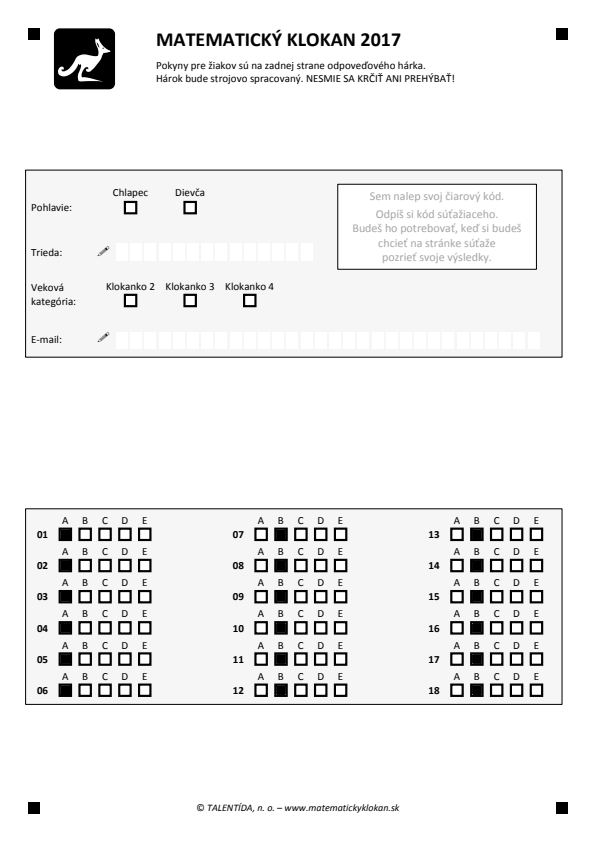 MATEMATICKÝ KLOKAN 2017
Pokyny pre žiakov sú na zadnej strane odpoveďového hárka.
Hárok bude strojovo spracovaný. NESMIE SA KRČIŤ ANI PREHÝBAŤ!
Chlapec Dievča
Pohlavie:
Sem nalep svoj čiarový kód.
Odpíš si kód súťažiaceho.
Budeš ho potrebovať, keď si budeš
chcieť na stránke súťaže
pozrieť svoje výsledky.
Trieda:
Veková
kategória:
Klokanko 2 Klokanko 3 Klokanko 4
E-mail:
A B C D E A B C D E A B C D E
01 07 13
A B C D E A B C D E A B C D E
02 08 14
A B C D E A B C D E A B C D E
03 09 15
A B C D E A B C D E A B C D E
04 10 16
A B C D E A B C D E A B C D E
05 11 17
A B C D E A B C D E A B C D E
06 12 18
© TALENTÍDA, n. o. – www.matematickyklokan.sk